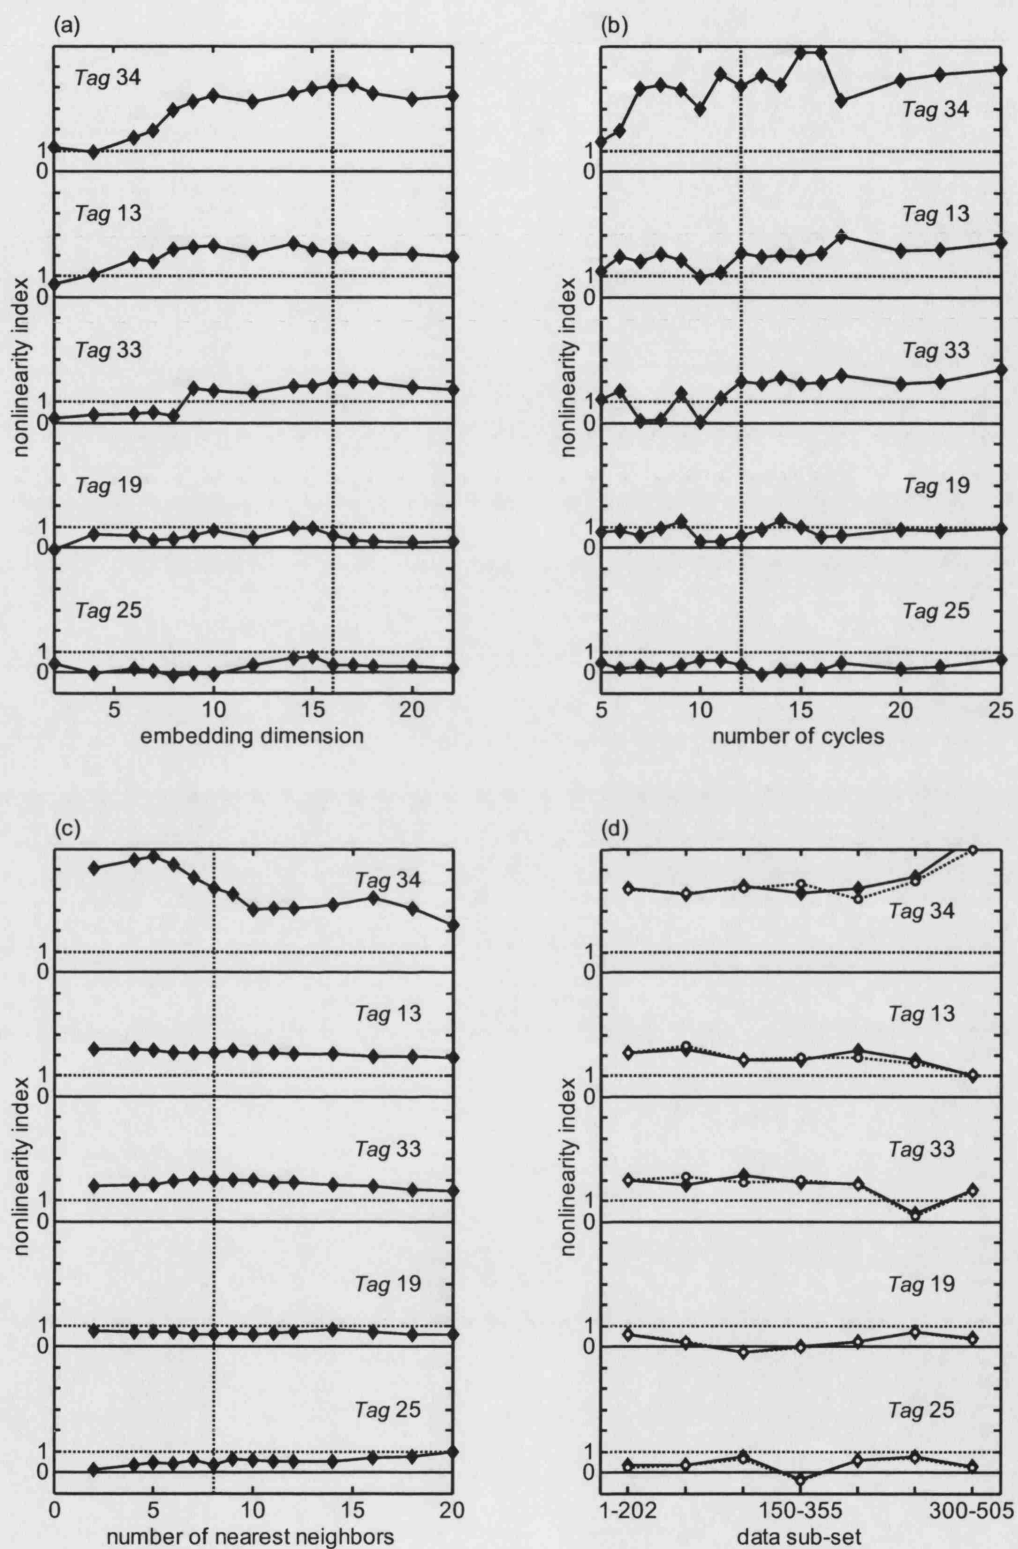 (a)
Tag 34
1
0
Tag 13
1
0
Tag 33
1
0
Tag 19
1
0
Tag 25
1
0
5 10 15 20
embedding dimension
nonlinearity index
(b)
Tag 34
1
0
Tag 13
1
0
Tag 33
1
0
Tag 19
1
0
Tag 25
1
0
5 10 15 20 25
number of cycles
nonlinearity index
(c)
Tag 34
1
0
Tag 13
1
0
Tag 33
1
0
Tag 19
1
0
Tag 25
1
0
0 5 10 15 20
number of nearest neighbors
nonlinearity index
(d)
Tag 34
1
0
Tag 13
1
0
Tag 33
1
0
Tag 19
1
0
Tag 25
1
0
1-202 150-355 300-505
data sub-set
nonlinearity index